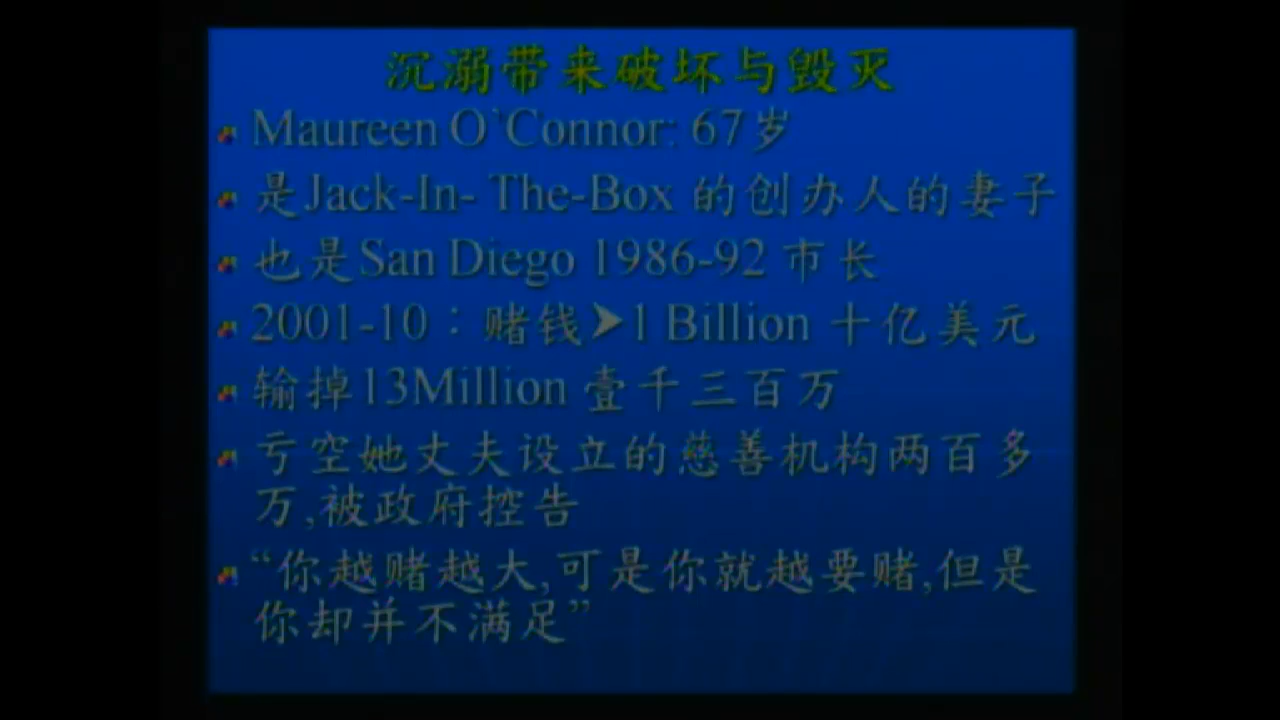 沉溺带来破坏与毁灭
Maureen O'Connor: 67岁
是Jack-In- The-Box 的创办人的妻子
也是San Diego 1986-92 市长
2001-10：赌钱➤1 Billion 十亿美元
输掉13Million 壹千三百万
亏空她丈夫设立的慈善机构两百多
万,被政府控告
“你越赌越大,可是你就越要赌,但是
你却并不满足”